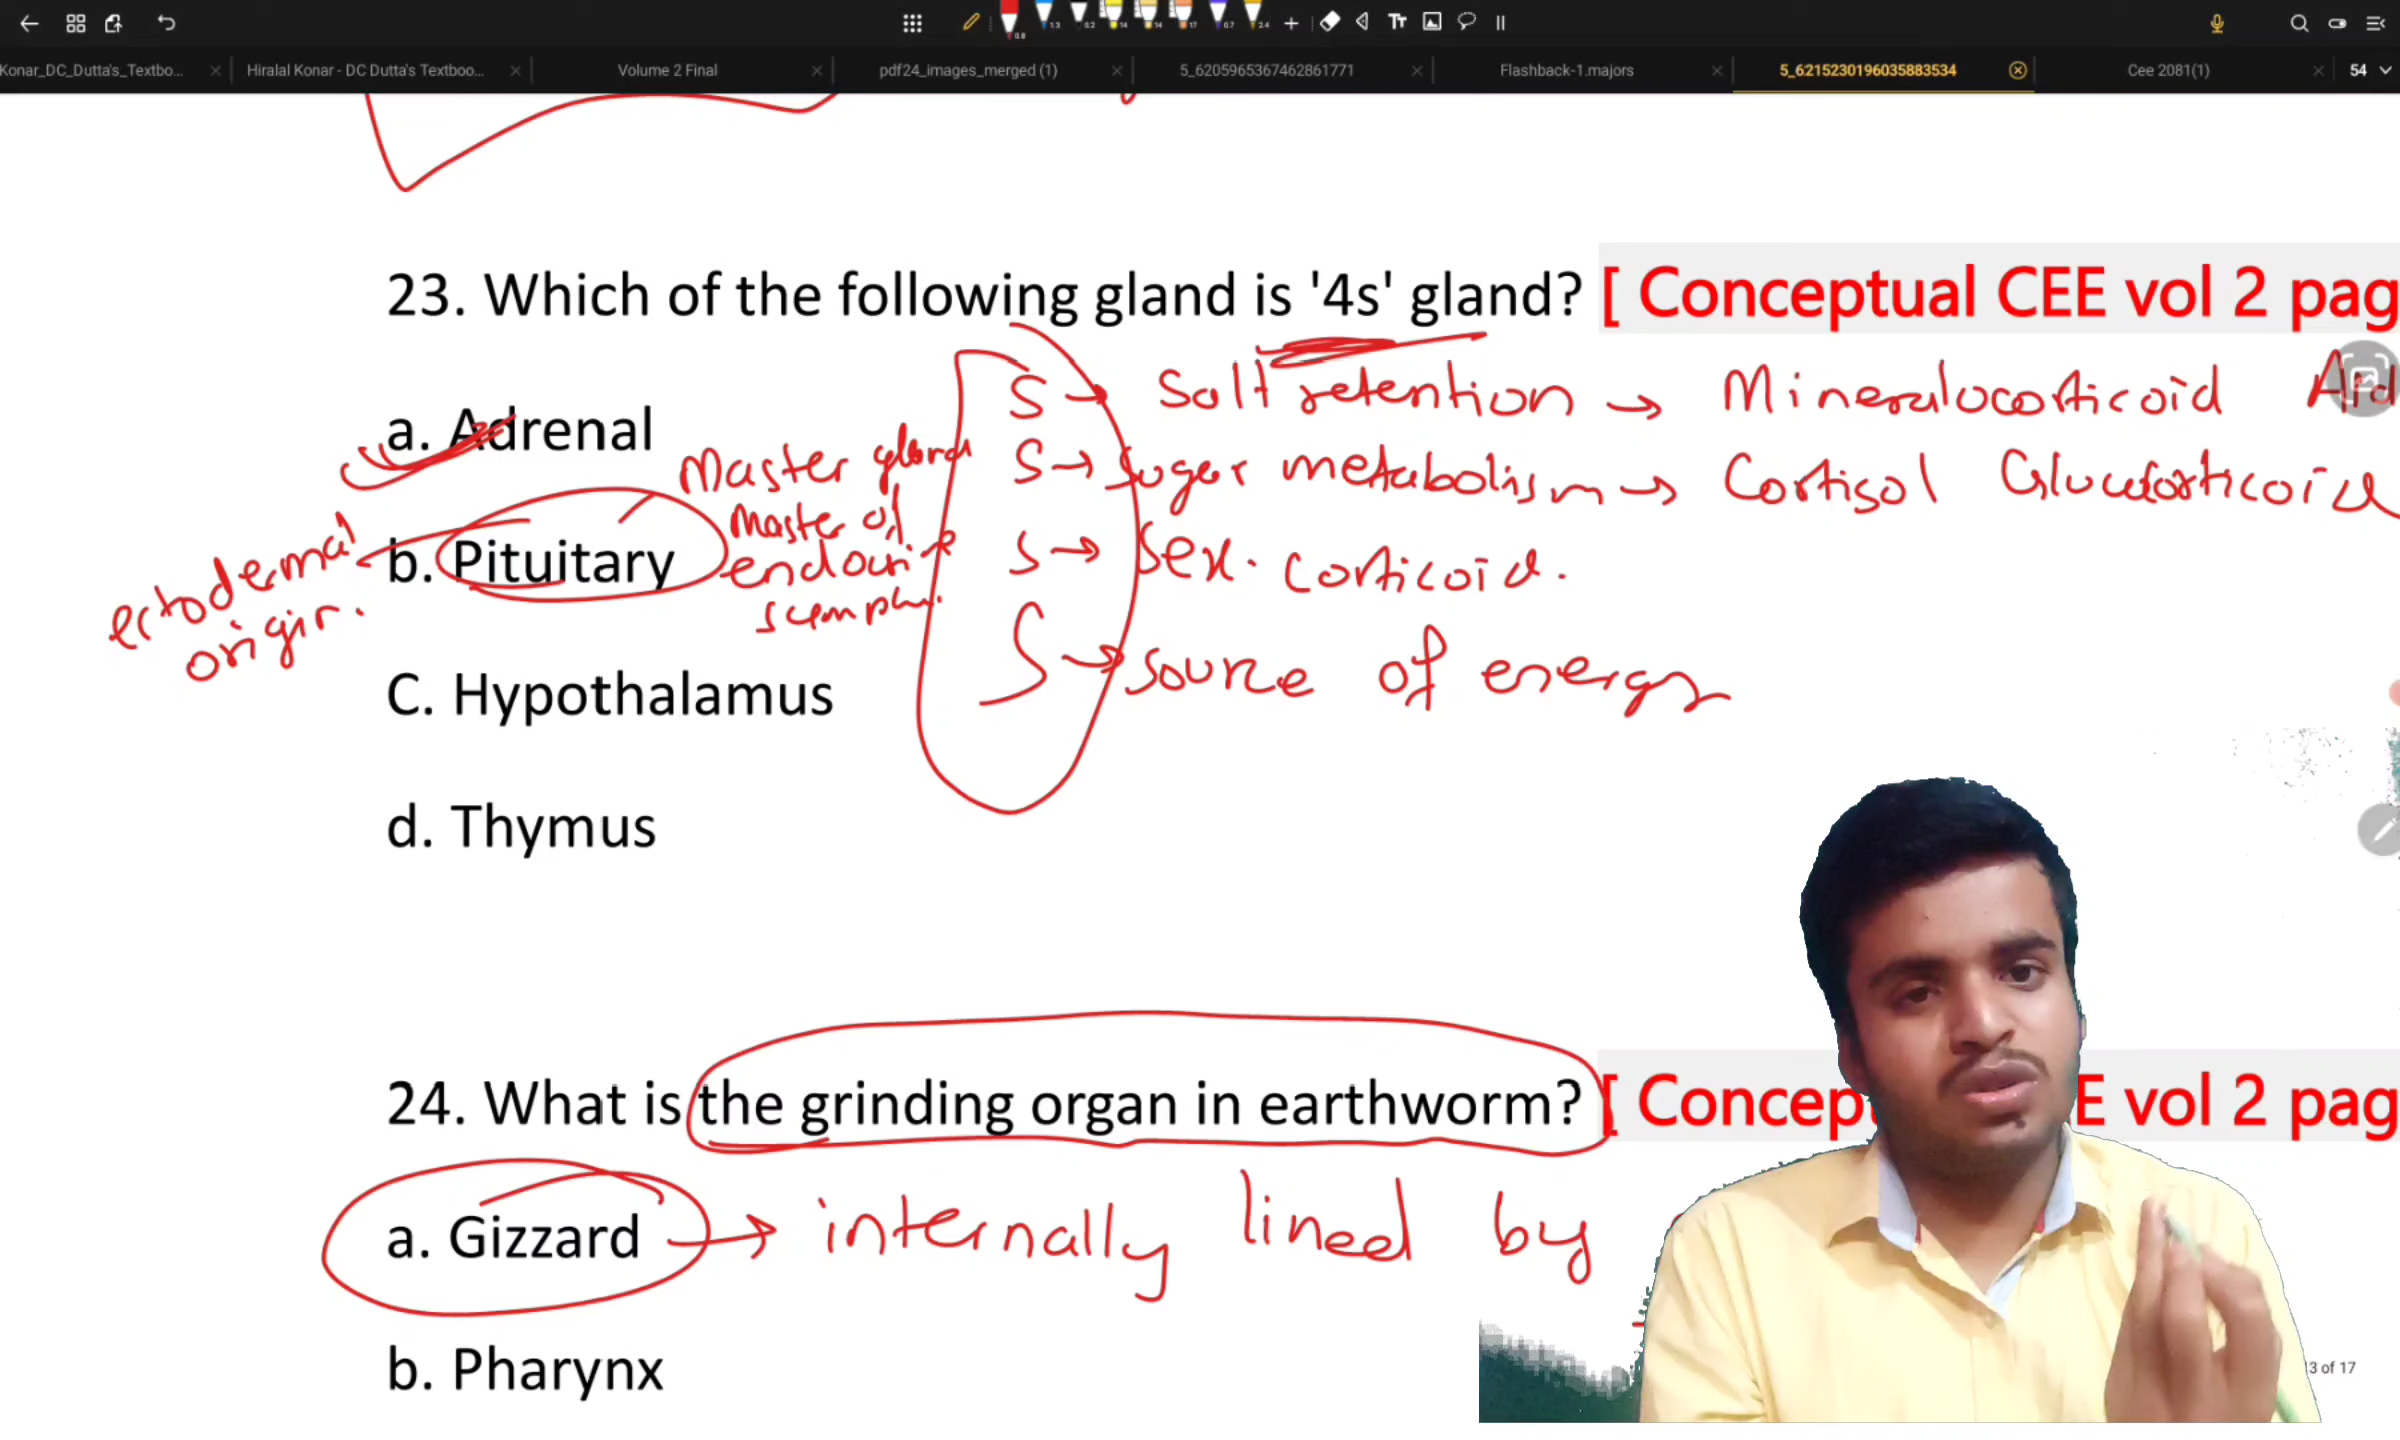 Konar_DC_Dutta's_Textbo...
Hiralal Konar - DC Dutta's Textboo...
Volume 2 Final
pdf24_images_merged (1)
5_6205965367462861771
Flashback-1.majors
5_6215230196035883534
Cee 2081(1)
54
23. Which of the following gland is '4s' gland? [ Conceptual CEE vol 2 pag
S → Salt retention → Mineralocorticoid
a. Adrenal
Master gland
S → Sugar metabolism → Cortisol
Master of
S → Sex. corticoid.
b. Pituitary
ectodermal
origin.
S → source of energy
C. Hypothalamus
d. Thymus
24. What is the grinding organ in earthworm? [ Concep E vol 2 pag
a. Gizzard → internally lined by
b. Pharynx
3 of 17